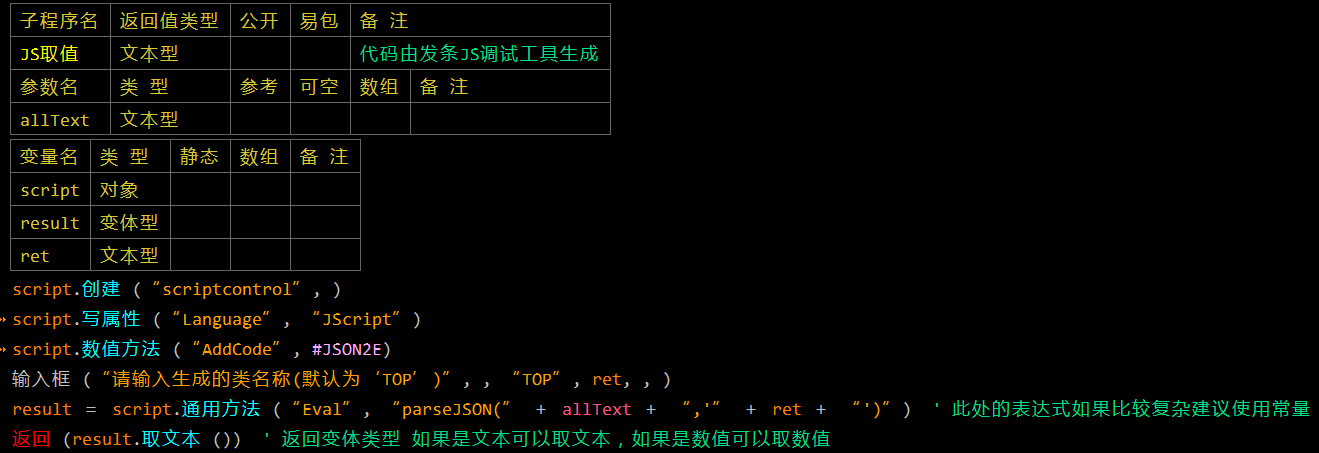 子程序名 返回值类型 公开 易包 备 注
JS取值 文本型 代码由发条JS调试工具生成
参数名 类 型 参考 可空 数组 备 注
allText 文本型
变量名 类 型 静态 数组 备 注
script 对象
result 变体型
ret 文本型
script.创建 (“scriptcontrol”, )
script.写属性 (“Language”, “JScript”)
script.数值方法 (“AddCode”, #JSON2E)
输入框 (“请输入生成的类名称(默认为‘TOP’)”, , “TOP”, ret, , )
result = script.通用方法 (“Eval”, “parseJSON(” + allText + “,'” + ret + “')”) ' 此处的表达式如果比较复杂建议使用常量
返回 (result.取文本 ()) ' 返回变体类型 如果是文本可以取文本，如果是数值可以取数值